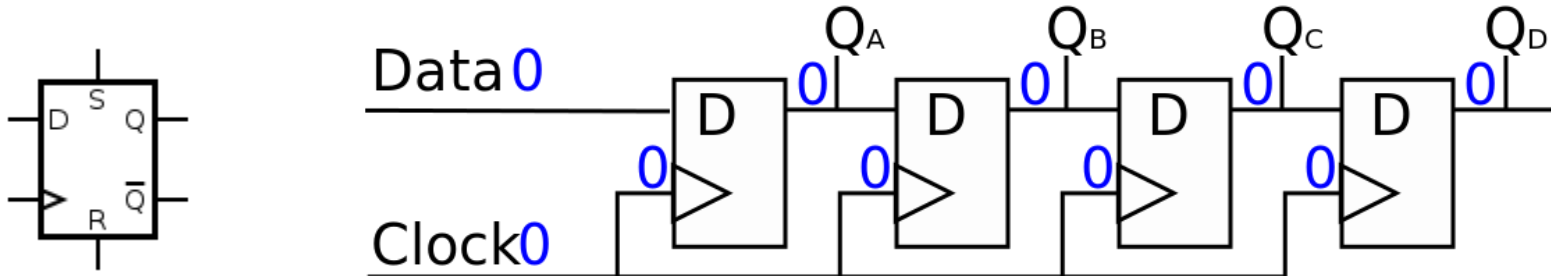 S
D Q
Q̅
R
Q_A Q_B Q_C Q_D
Data 0 0 0 0 0
D D D D
0 0 0 0
Clock 0